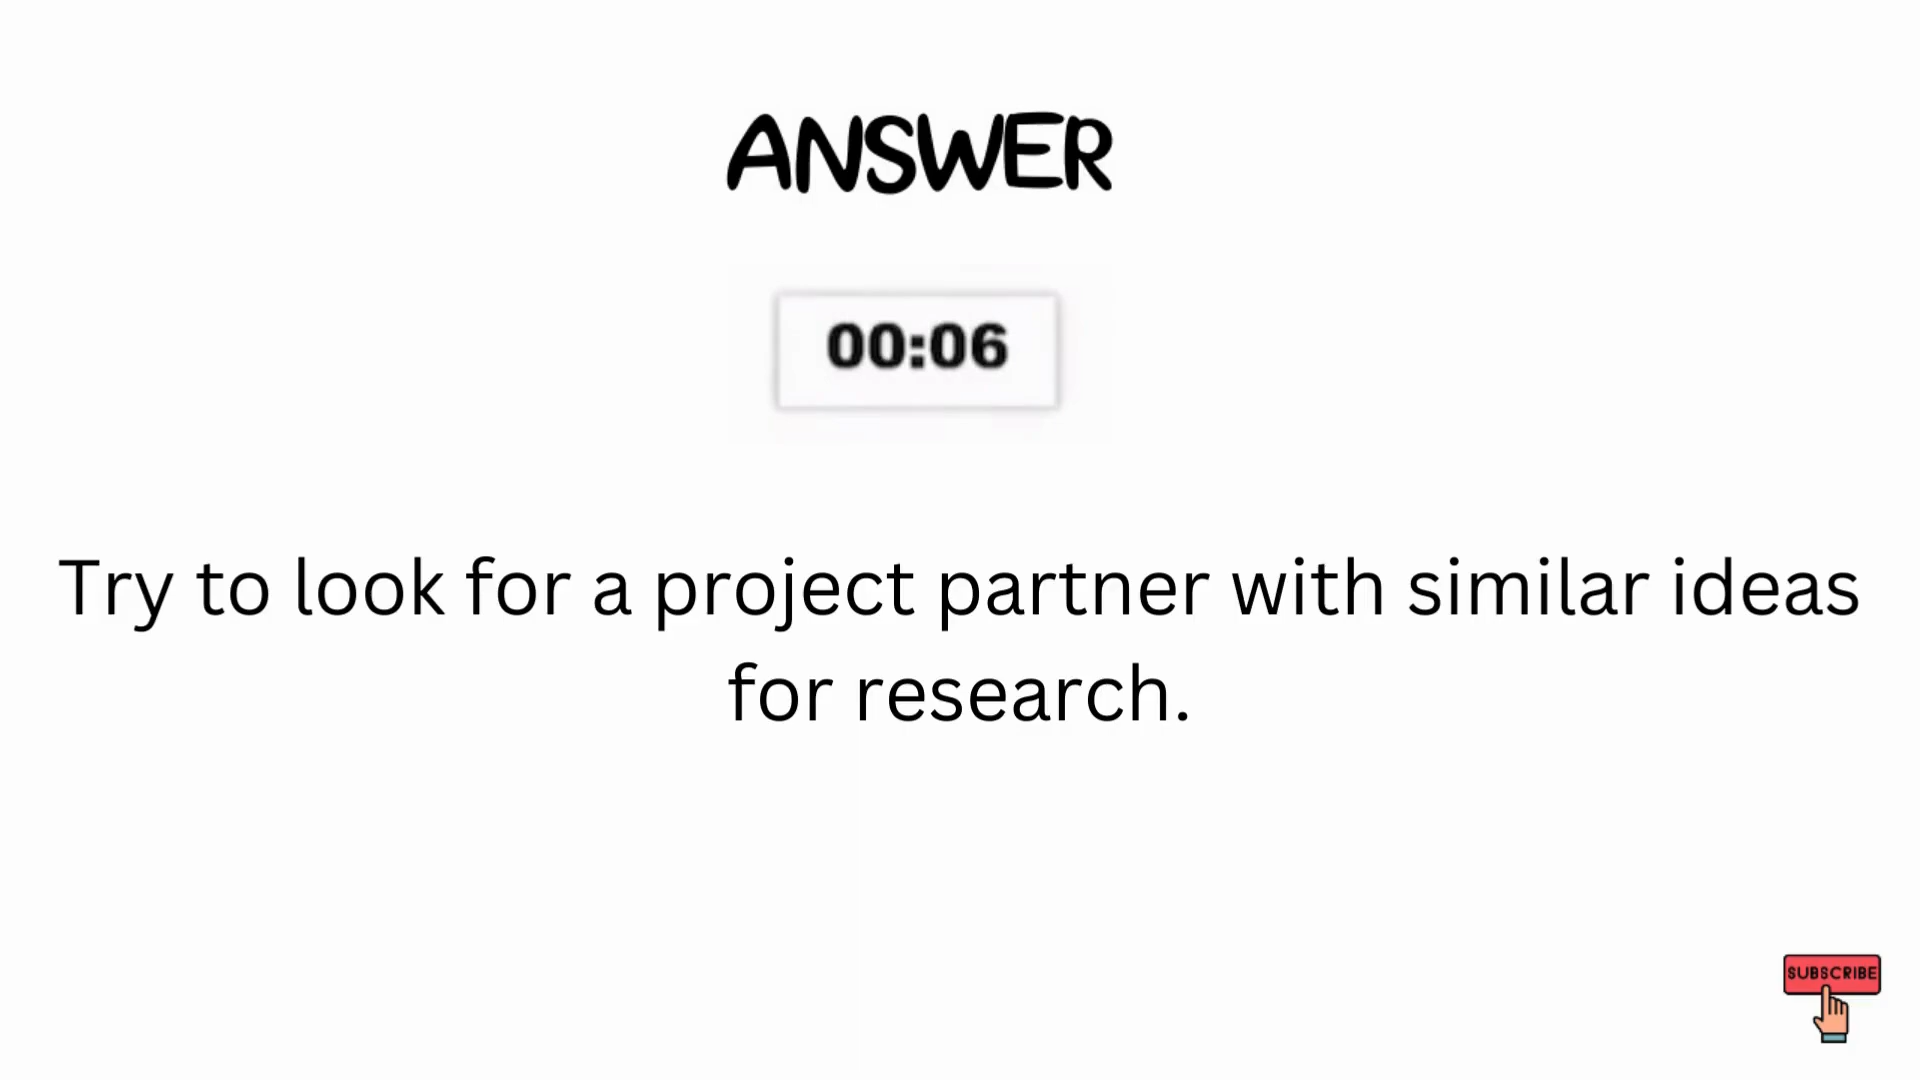 ANSWER
00:06
Try to look for a project partner with similar ideas
for research.
SUBSCRIBE